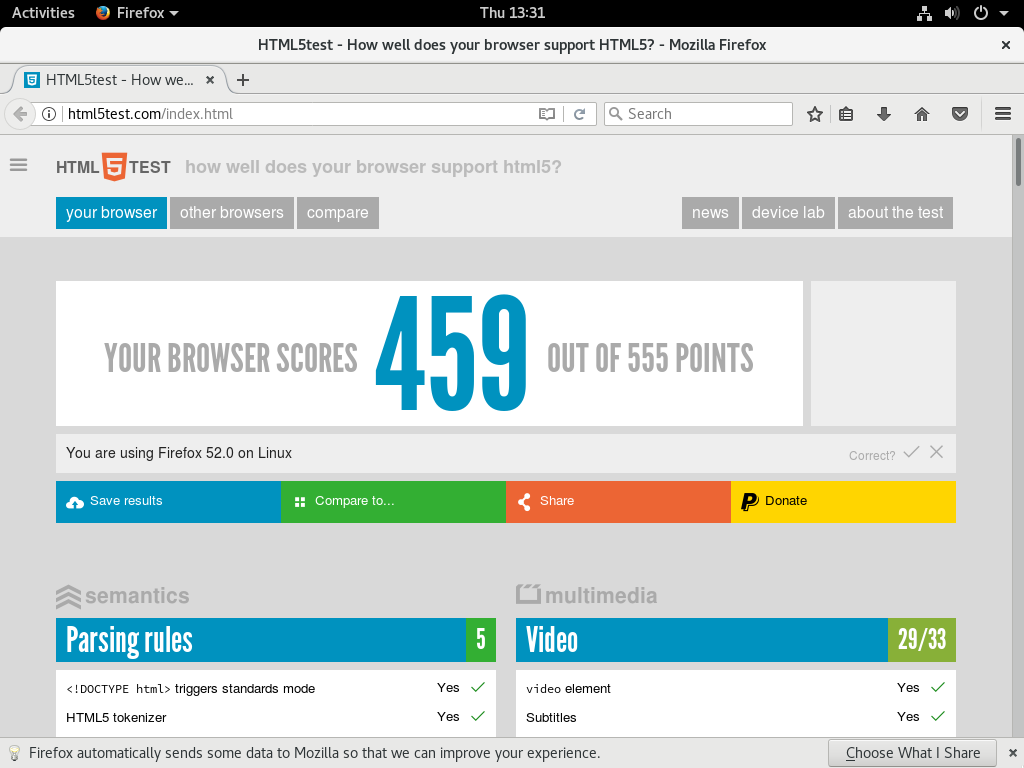 Activities Firefox Thu 13:31
HTML5test - How well does your browser support HTML5? - Mozilla Firefox
HTML5test - How we...
html5test.com/index.html Search
HTML 5 TEST how well does your browser support html5?
your browser other browsers compare news device lab about the test
YOUR BROWSER SCORES 459 OUT OF 555 POINTS
You are using Firefox 52.0 on Linux Correct?
Save results Compare to... Share Donate
semantics multimedia
Parsing rules 5 Video 29/33
<!DOCTYPE html> triggers standards mode Yes video element Yes
HTML5 tokenizer Yes Subtitles Yes
Firefox automatically sends some data to Mozilla so that we can improve your experience. Choose What I Share